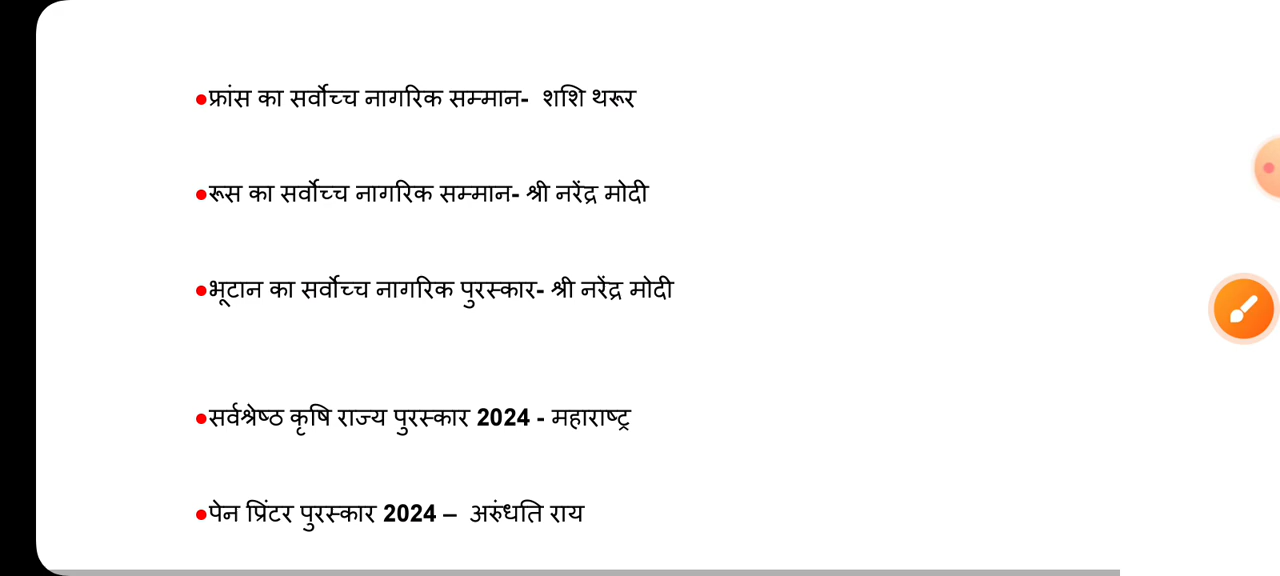 ●फ्रांस का सर्वोच्च नागरिक सम्मान-  शशि थरूर
●रूस का सर्वोच्च नागरिक सम्मान- श्री नरेंद्र मोदी
●भूटान का सर्वोच्च नागरिक पुरस्कार- श्री नरेंद्र मोदी
●सर्वश्रेष्ठ कृषि राज्य पुरस्कार 2024 - महाराष्ट्र
●पेन प्रिंटर पुरस्कार 2024 –  अरुंधति राय